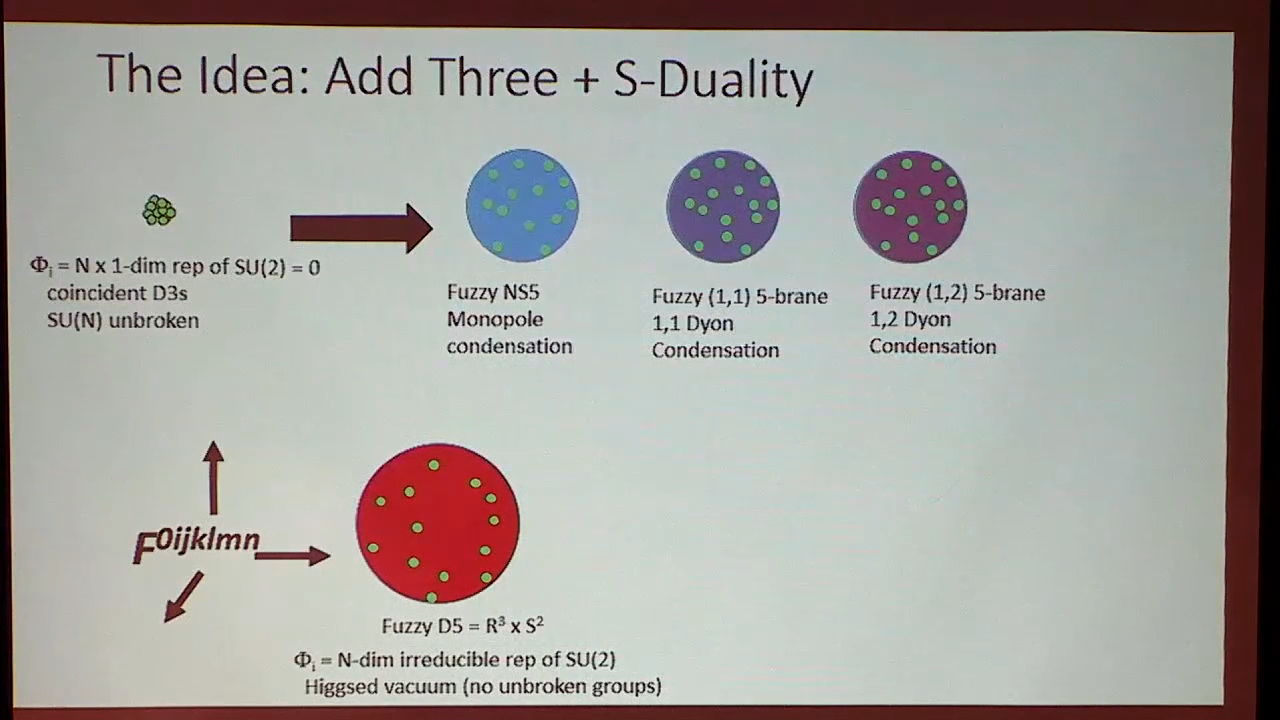 The Idea: Add Three + S-Duality
Φi = N x 1-dim rep of SU(2) = 0
coincident D3s
SU(N) unbroken
Fuzzy NS5
Monopole
condensation
Fuzzy (1,1) 5-brane
1,1 Dyon
Condensation
Fuzzy (1,2) 5-brane
1,2 Dyon
Condensation
F⁰ⁱʲᵏˡᵐⁿ
Fuzzy D5 = R³ x S²
Φi = N-dim irreducible rep of SU(2)
Higgsed vacuum (no unbroken groups)